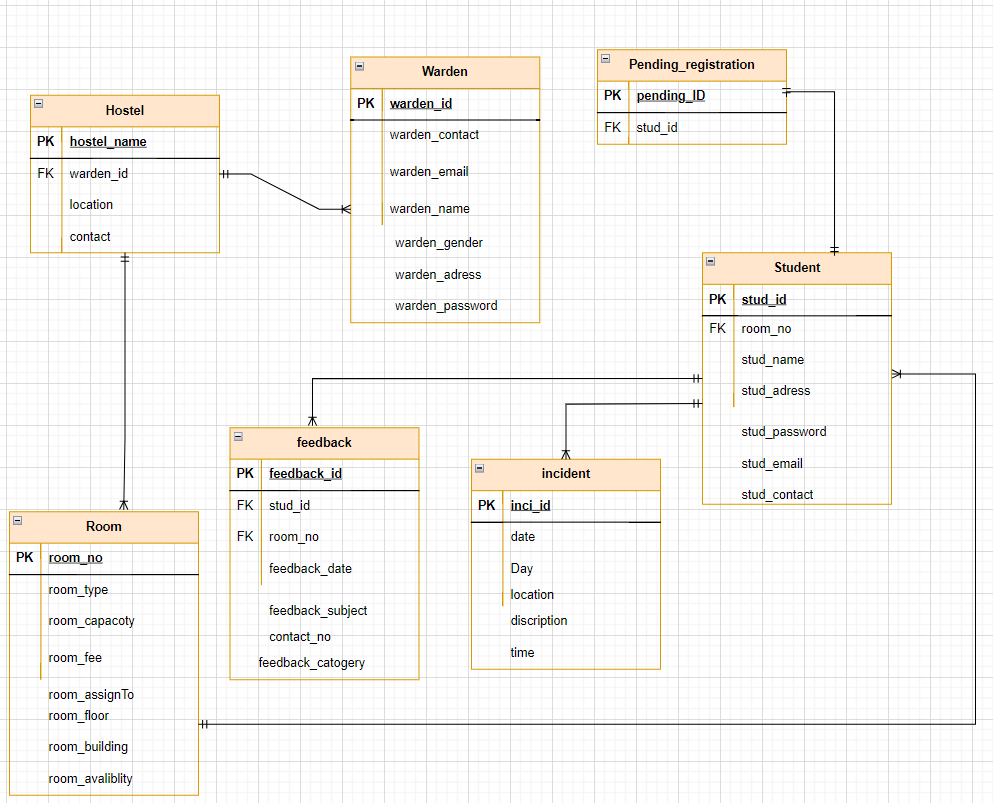 Warden
PK warden_id
warden_contact
warden_email
warden_name
warden_gender
warden_adress
warden_password
Pending_registration
PK pending_ID
FK stud_id
Hostel
PK hostel_name
FK warden_id
location
contact
Student
PK stud_id
FK room_no
stud_name
stud_adress
stud_password
stud_email
stud_contact
feedback
PK feedback_id
FK stud_id
FK room_no
feedback_date
feedback_subject
contact_no
feedback_catogery
incident
PK inci_id
date
Day
location
discription
time
Room
PK room_no
room_type
room_capacoty
room_fee
room_assignTo
room_floor
room_building
room_avaliblity